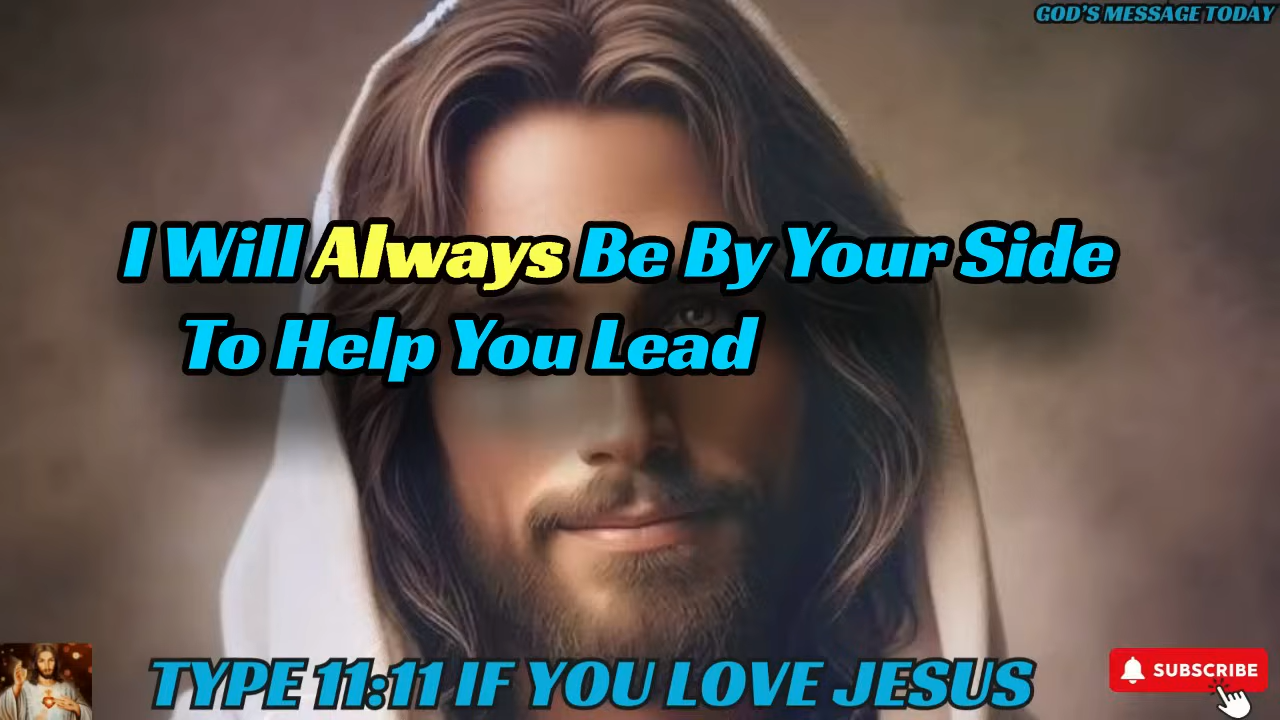 GOD'S MESSAGE TODAY
I Will Always Be By Your Side
To Help You Lead
TYPE 11:11 IF YOU LOVE JESUS
SUBSCRIBE